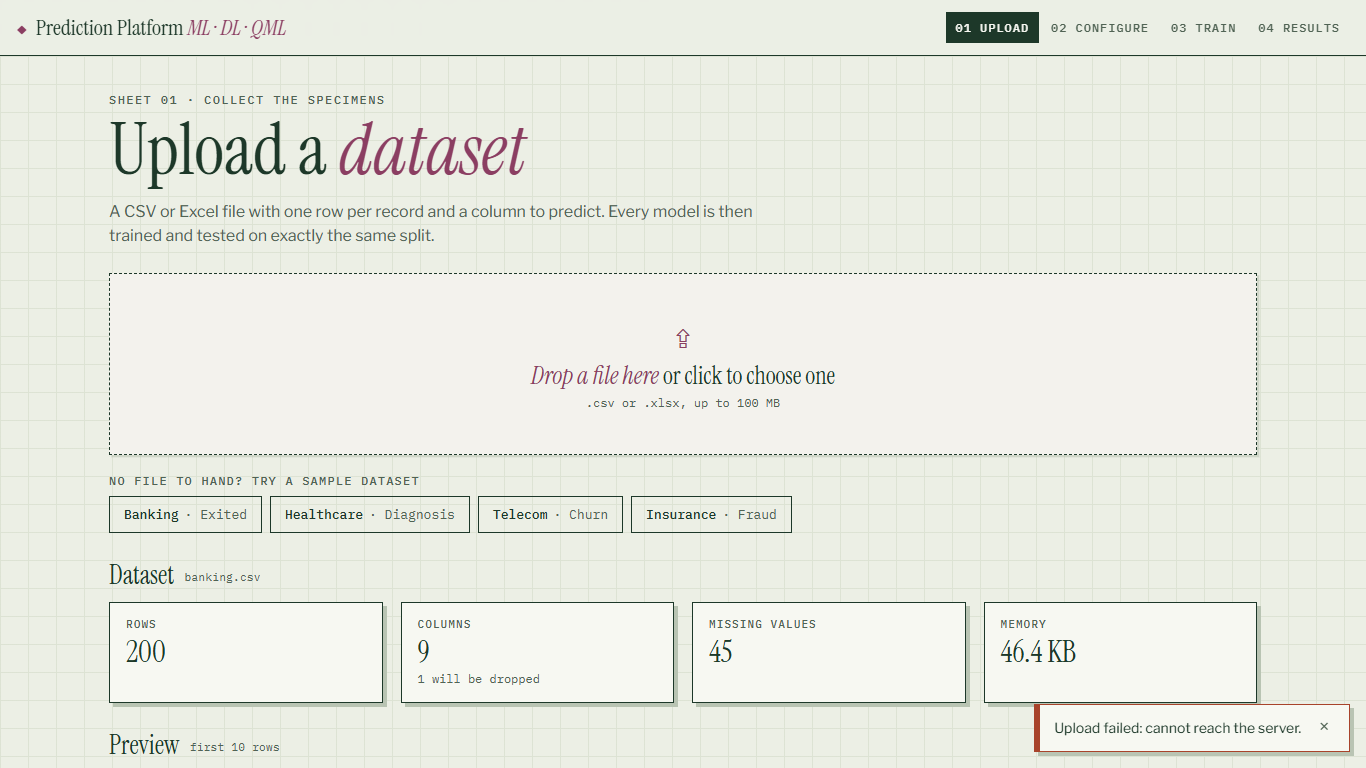 ◆ Prediction Platform ML · DL · QML
01 UPLOAD 02 CONFIGURE 03 TRAIN 04 RESULTS
SHEET 01 · COLLECT THE SPECIMENS
Upload a dataset
A CSV or Excel file with one row per record and a column to predict. Every model is then
trained and tested on exactly the same split.
⇪
Drop a file here or click to choose one
.csv or .xlsx, up to 100 MB
NO FILE TO HAND? TRY A SAMPLE DATASET
Banking · Exited Healthcare · Diagnosis Telecom · Churn Insurance · Fraud
Dataset banking.csv
ROWS
200
COLUMNS
9
1 will be dropped
MISSING VALUES
45
MEMORY
46.4 KB
Upload failed: cannot reach the server. ×
Preview first 10 rows